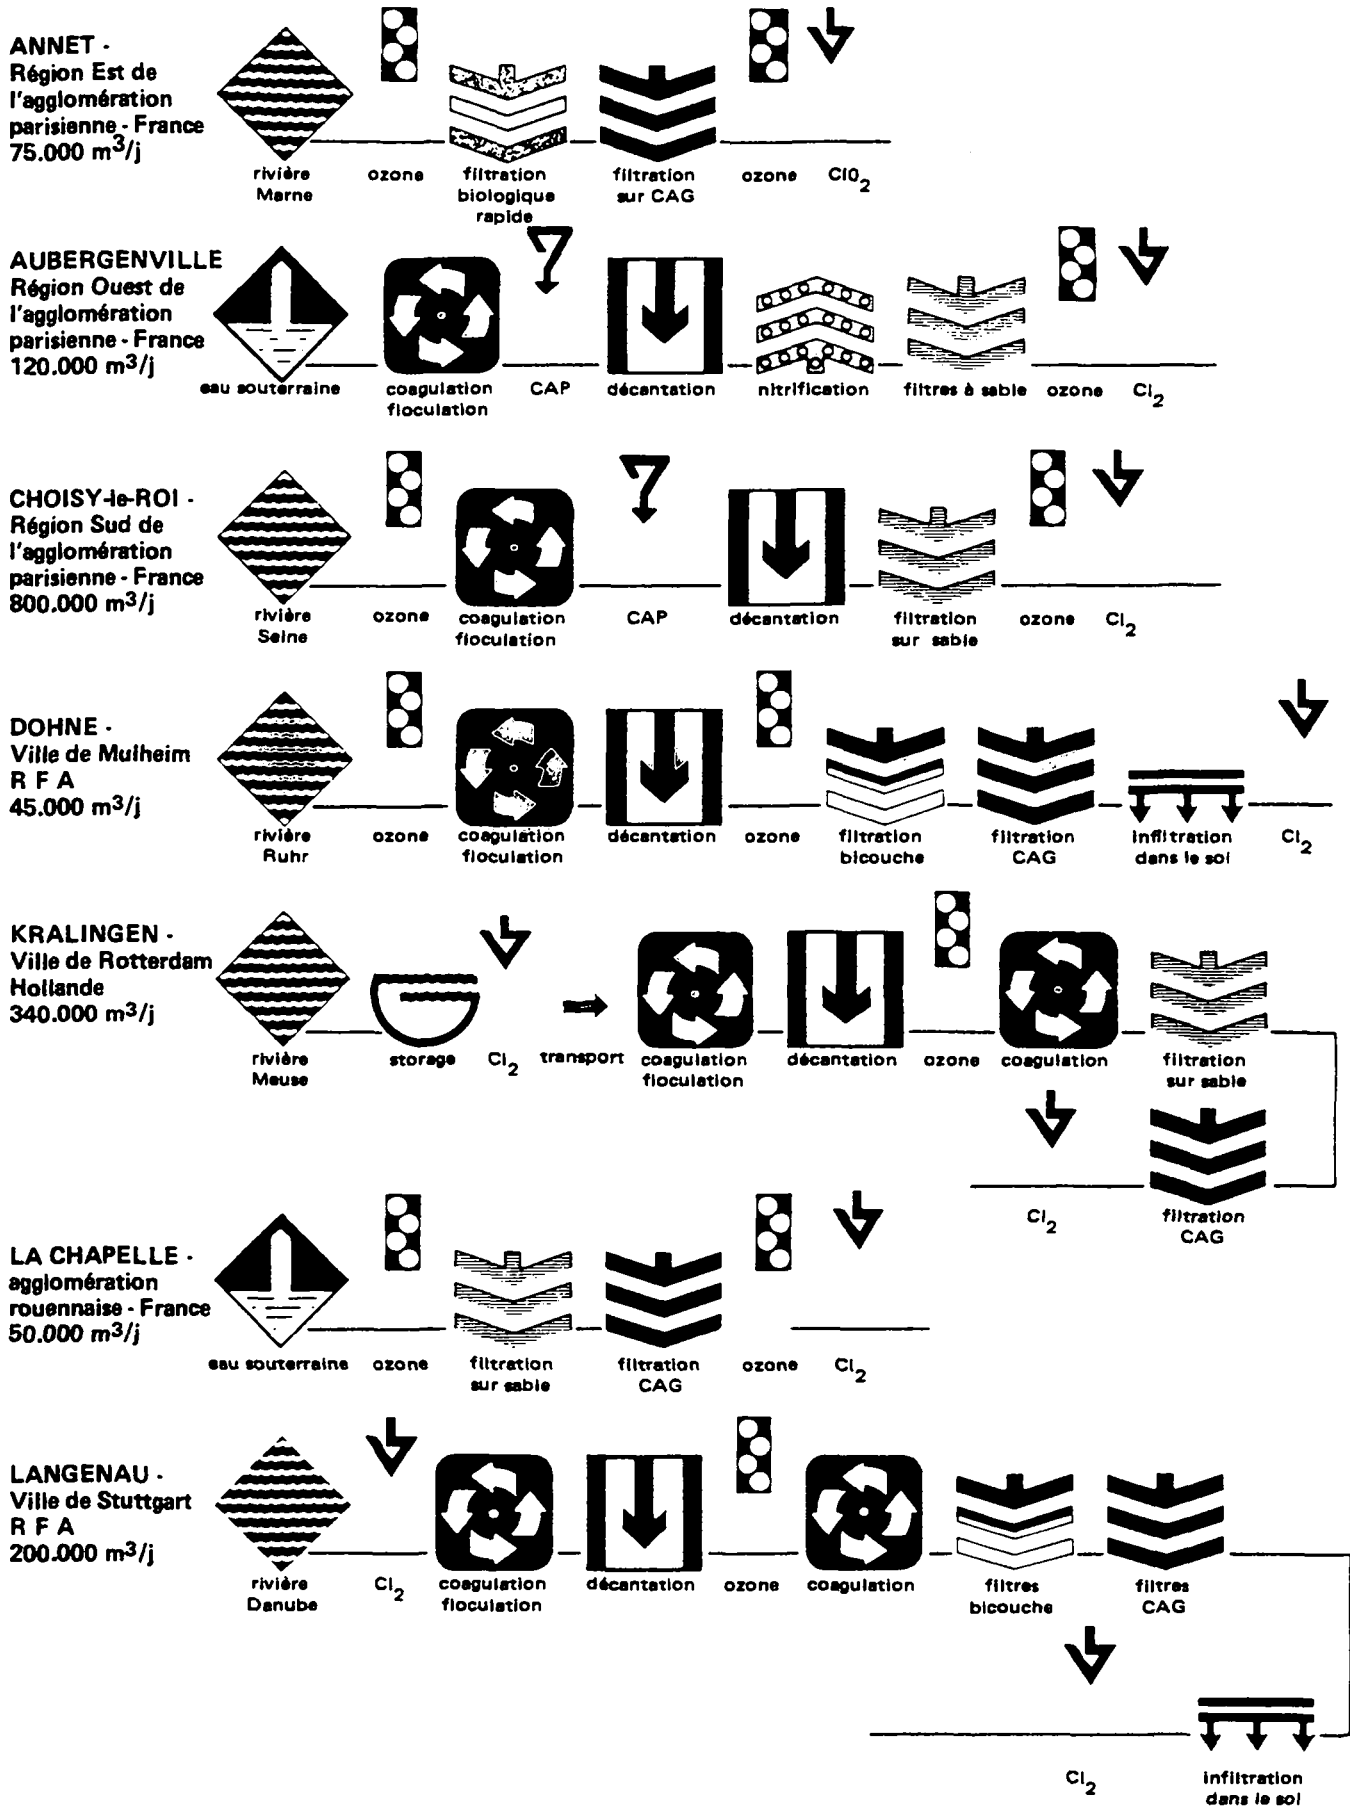 ANNET -
Région Est de
l'agglomération
parisienne - France
75.000 m³/j
rivière
Marne
ozone
filtration
biologique
rapide
filtration
sur CAG
ozone
ClO₂
AUBERGENVILLE
Région Ouest de
l'agglomération
parisienne - France
120.000 m³/j
eau souterraine
coagulation
floculation
CAP
décantation
nitrification
filtres à sable
ozone
Cl₂
CHOISY-le-ROI -
Région Sud de
l'agglomération
parisienne - France
800.000 m³/j
rivière
Seine
ozone
coagulation
floculation
CAP
décantation
filtration
sur sable
ozone
Cl₂
DOHNE -
Ville de Mulheim
R F A
45.000 m³/j
rivière
Ruhr
ozone
coagulation
floculation
décantation
ozone
filtration
bicouche
filtration
CAG
infiltration
dans le sol
Cl₂
KRALINGEN -
Ville de Rotterdam
Hollande
340.000 m³/j
rivière
Meuse
storage
Cl₂
transport
coagulation
floculation
décantation
ozone
coagulation
filtration
sur sable
Cl₂
filtration
CAG
LA CHAPELLE -
agglomération
rouennaise - France
50.000 m³/j
eau souterraine
ozone
filtration
sur sable
filtration
CAG
ozone
Cl₂
LANGENAU -
Ville de Stuttgart
R F A
200.000 m³/j
rivière
Danube
Cl₂
coagulation
floculation
décantation
ozone
coagulation
filtres
bicouche
filtres
CAG
Cl₂
infiltration
dans le sol